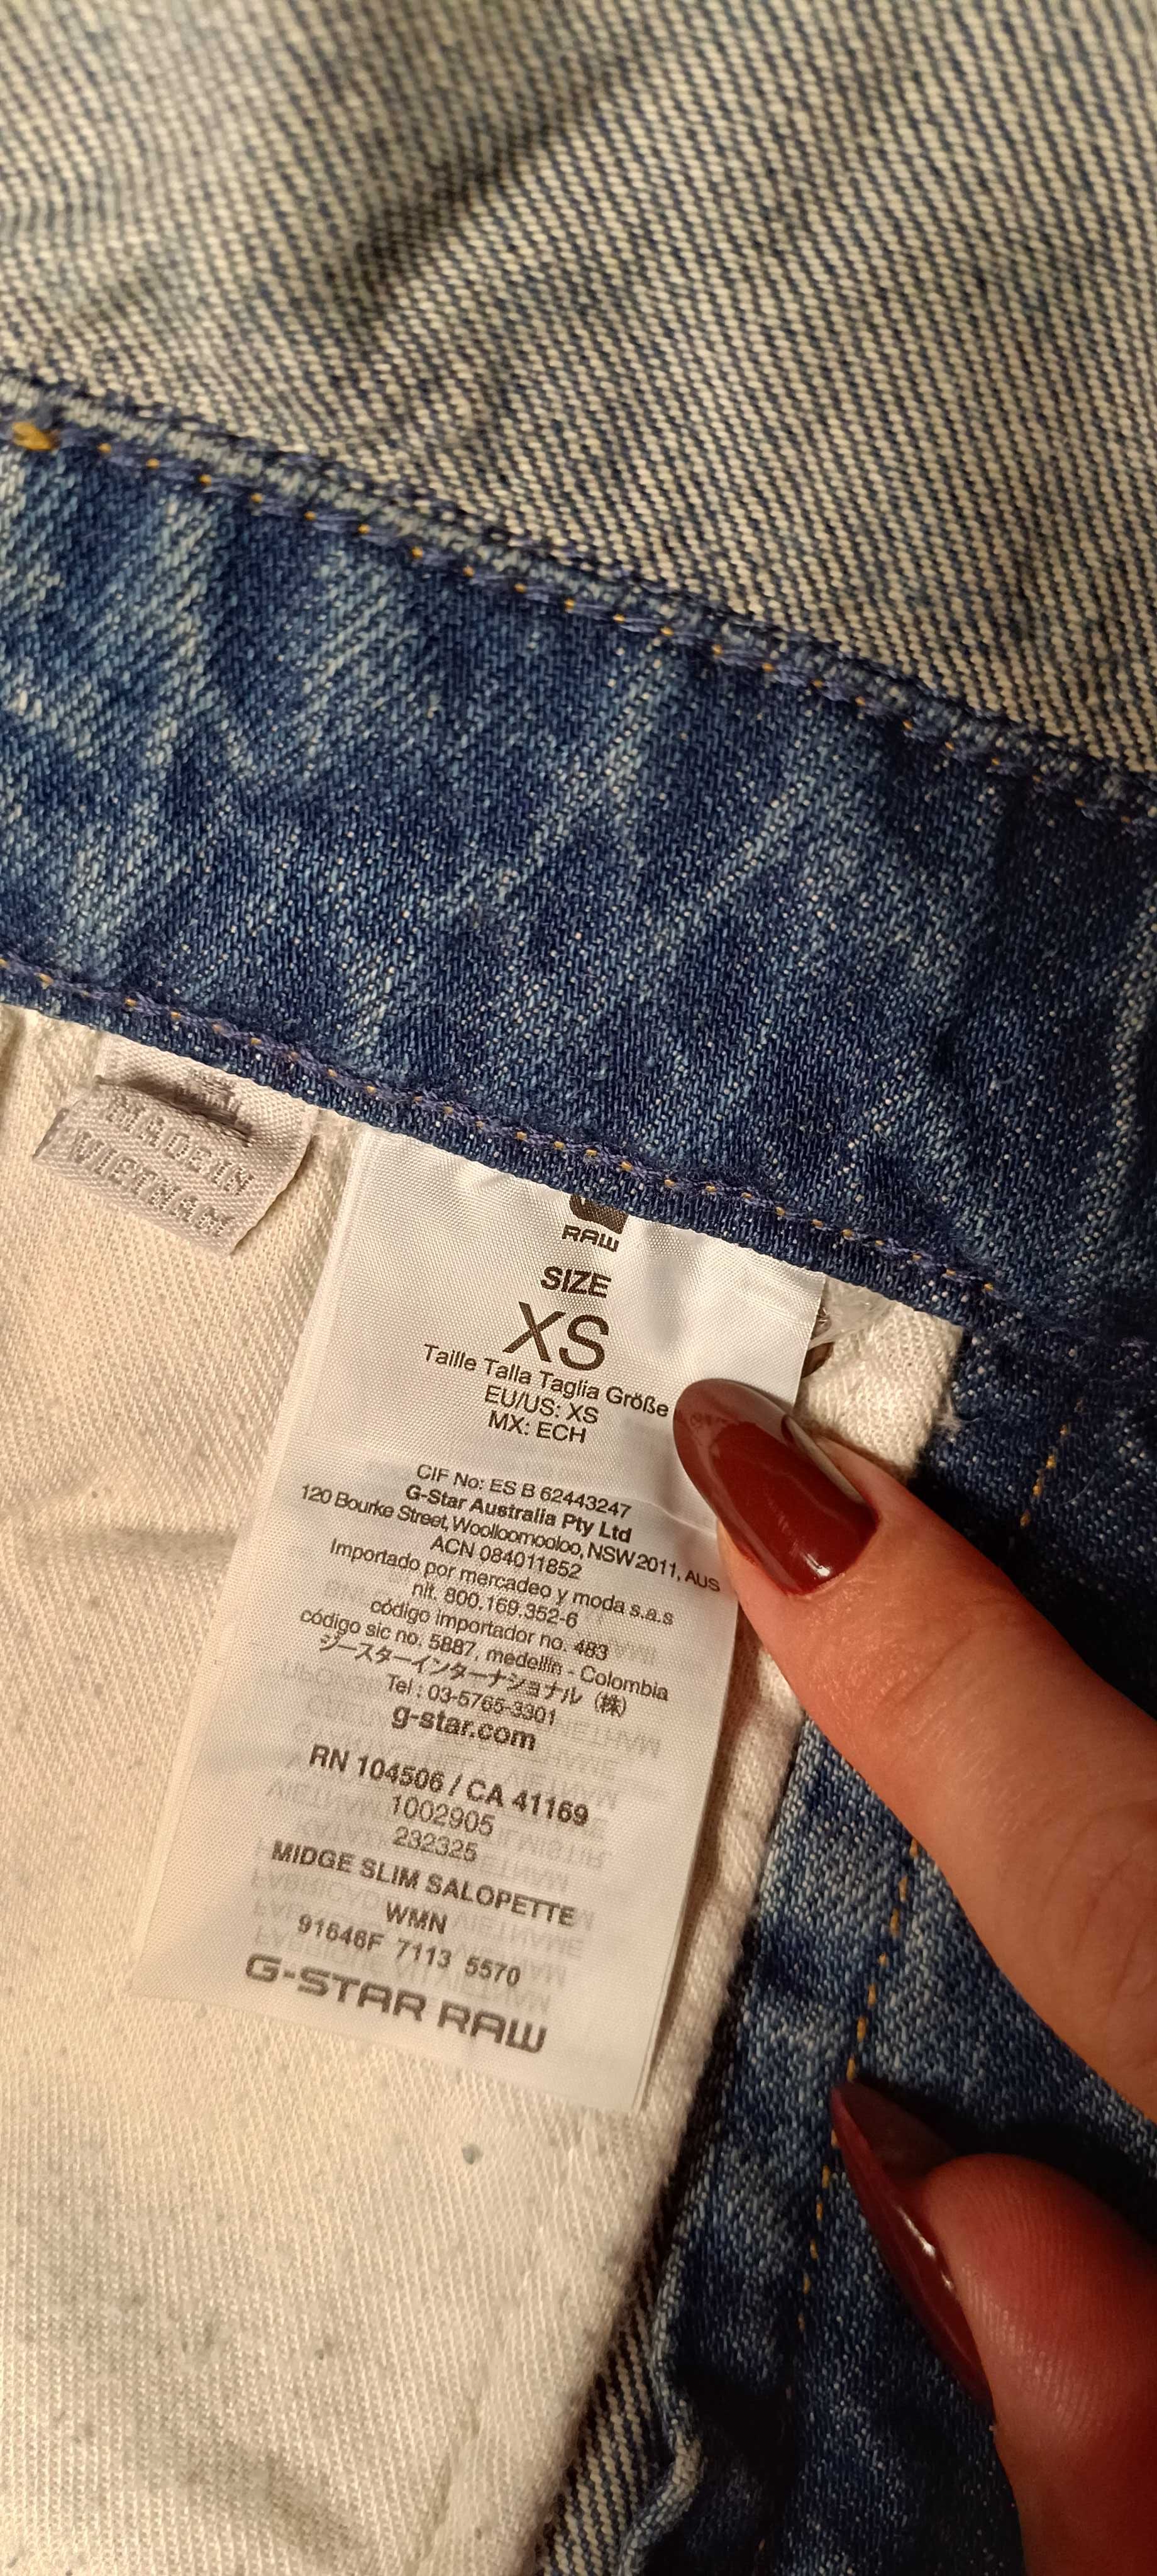 MADE IN
VIETNAM
RAW
SIZE
XS
Taille Talla Taglia Größe
EU/US: XS
MX: ECH
CIF No: ES B 62443247
G-Star Australia Pty Ltd
120 Bourke Street, Woolloomooloo, NSW 2011, AUS
ACN 084011852
Importado por mercadeo y moda s.a.s
nit. 800.169.352-6
código importador no. 483
código sic no. 5887, medellin - Colombia
ジースターインターナショナル（株）
Tel : 03-5765-3301
g-star.com
RN 104506 / CA 41169
1002905
232325
MIDGE SLIM SALOPETTE
WMN
91646F 7113 5570
G-STAR RAW